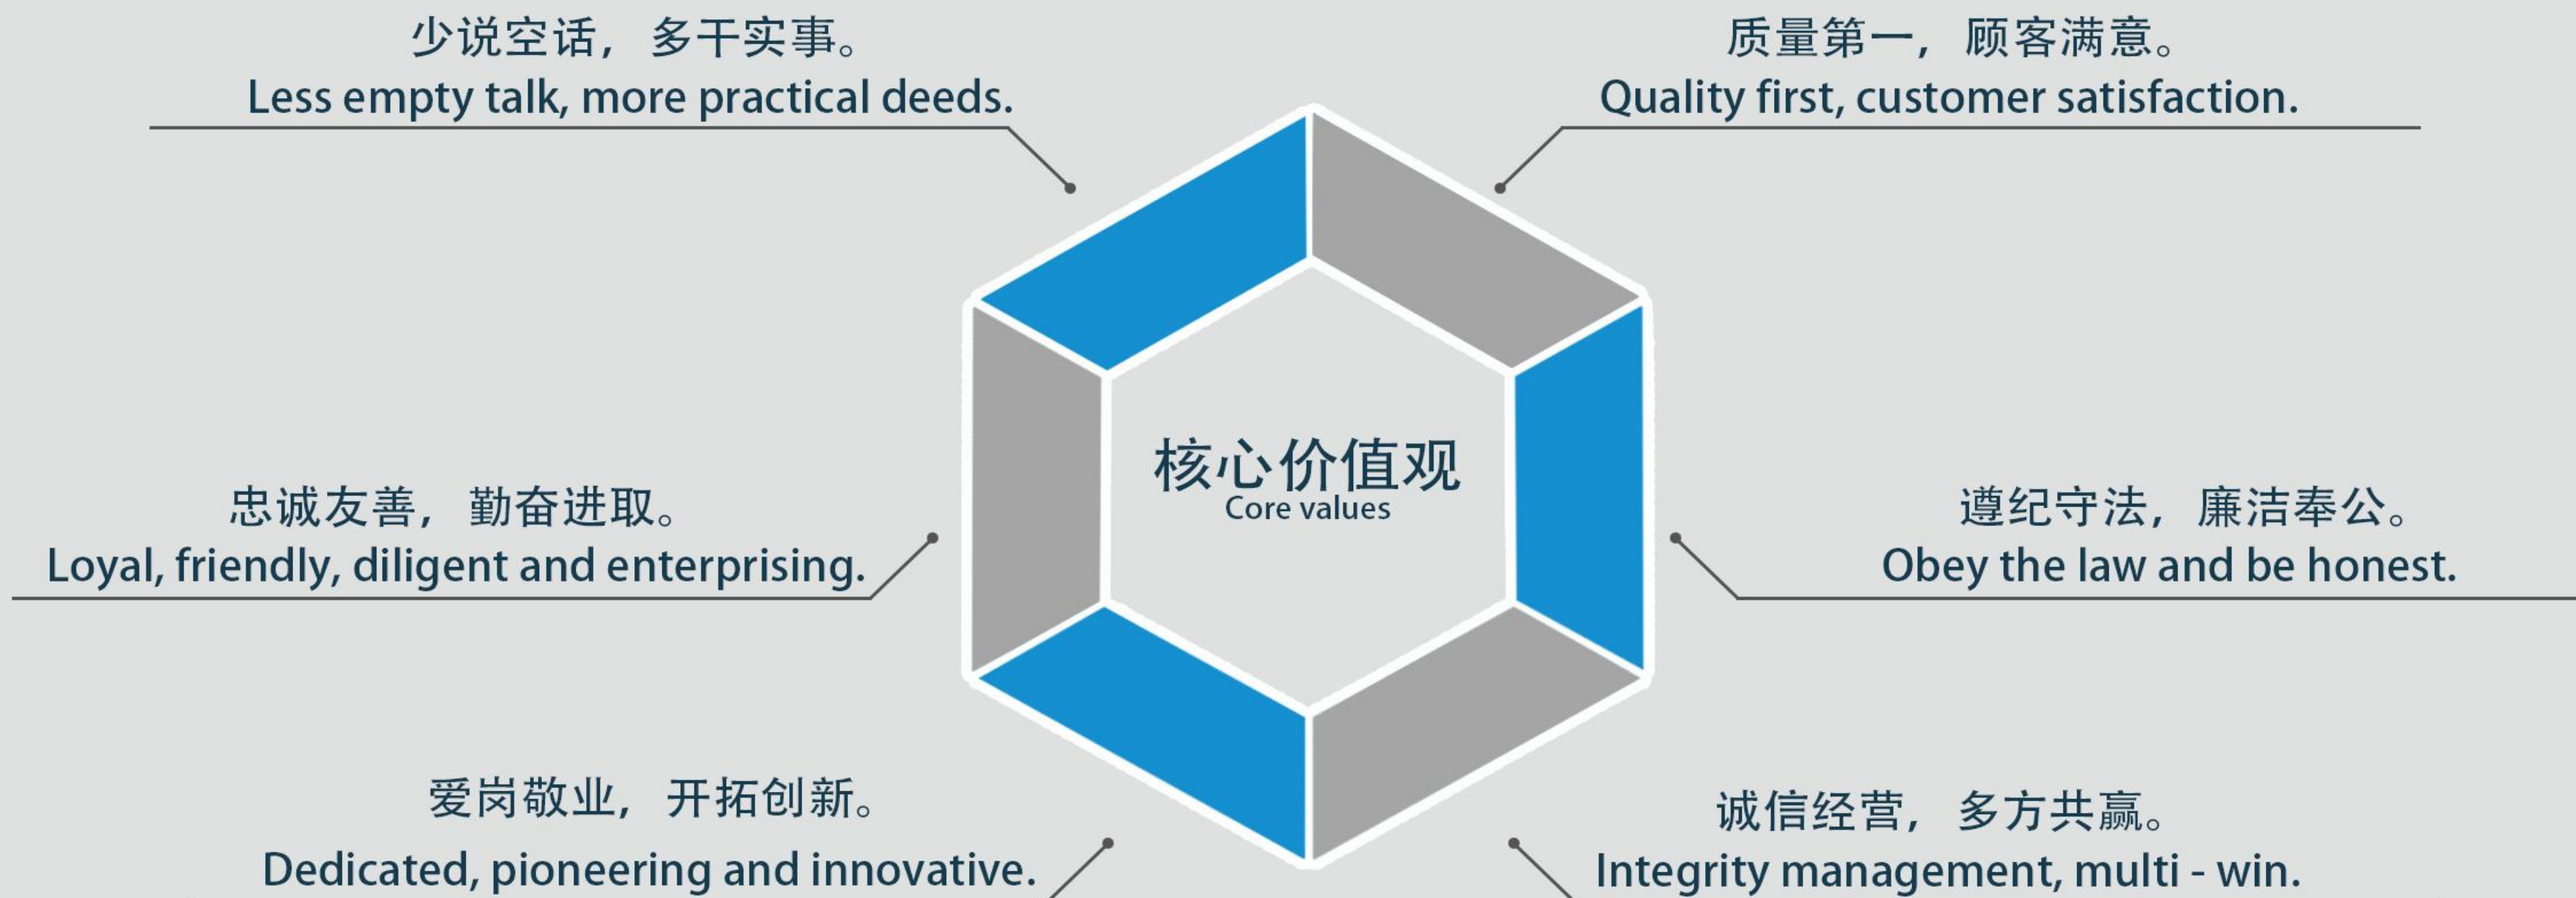 少说空话，多干实事。
Less empty talk, more practical deeds.
质量第一，顾客满意。
Quality first, customer satisfaction.
核心价值观
Core values
忠诚友善，勤奋进取。
Loyal, friendly, diligent and enterprising.
遵纪守法，廉洁奉公。
Obey the law and be honest.
爱岗敬业，开拓创新。
Dedicated, pioneering and innovative.
诚信经营，多方共赢。
Integrity management, multi - win.